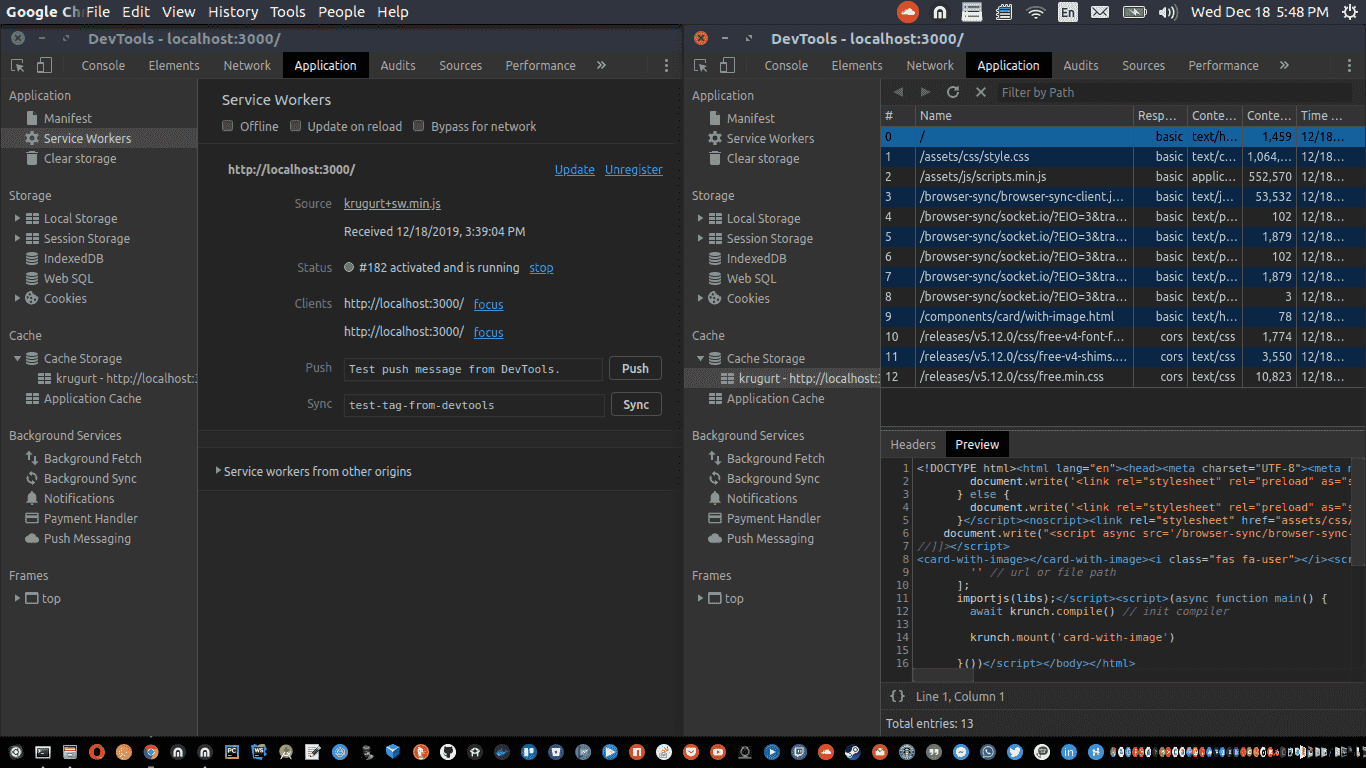 Google Ch File Edit View History Tools People Help En Wed Dec 18 5:48 PM
DevTools - localhost:3000/
Console Elements Network Application Audits Sources Performance »
Application
Manifest
Service Workers
Clear storage
Storage
Local Storage
Session Storage
IndexedDB
Web SQL
Cookies
Cache
Cache Storage
krugurt - http://localhost:3
Application Cache
Background Services
Background Fetch
Background Sync
Notifications
Payment Handler
Push Messaging
Frames
top
Service Workers
Offline Update on reload Bypass for network
http://localhost:3000/ Update Unregister
Source krugurt+sw.min.js
Received 12/18/2019, 3:39:04 PM
Status #182 activated and is running stop
Clients http://localhost:3000/ focus
http://localhost:3000/ focus
Push Test push message from DevTools. Push
Sync test-tag-from-devtools Sync
Service workers from other origins
DevTools - localhost:3000/
Console Elements Network Application Audits Sources Performance »
Application
Manifest
Service Workers
Clear storage
Storage
Local Storage
Session Storage
IndexedDB
Web SQL
Cookies
Cache
Cache Storage
krugurt - http://localhost:3
Application Cache
Background Services
Background Fetch
Background Sync
Notifications
Payment Handler
Push Messaging
Frames
top
Filter by Path
# Name Resp... Conte... Conte... Time ...
0 / basic text/h... 1,459 12/18...
1 /assets/css/style.css basic text/c... 1,064,... 12/18...
2 /assets/js/scripts.min.js basic applic... 552,570 12/18...
3 /browser-sync/browser-sync-client.j... basic text/j... 53,532 12/18...
4 /browser-sync/socket.io/?EIO=3&tra... basic text/p... 102 12/18...
5 /browser-sync/socket.io/?EIO=3&tra... basic text/p... 1,879 12/18...
6 /browser-sync/socket.io/?EIO=3&tra... basic text/p... 102 12/18...
7 /browser-sync/socket.io/?EIO=3&tra... basic text/p... 1,879 12/18...
8 /browser-sync/socket.io/?EIO=3&tra... basic text/p... 3 12/18...
9 /components/card/with-image.html basic text/h... 78 12/18...
10 /releases/v5.12.0/css/free-v4-font-f... cors text/css 1,774 12/18...
11 /releases/v5.12.0/css/free-v4-shims.... cors text/css 3,550 12/18...
12 /releases/v5.12.0/css/free.min.css cors text/css 10,823 12/18...
Headers Preview
1 <!DOCTYPE html><html lang="en"><head><meta charset="UTF-8"><meta n
2 document.write('<link rel="stylesheet" rel="preload" as="s
3 } else {
4 document.write('<link rel="stylesheet" rel="preload" as="s
5 }</script><noscript><link rel="stylesheet" href="assets/css/
6 document.write("<script async src='/browser-sync/browser-sync-
7 //]]></script>
8 <card-with-image></card-with-image><i class="fas fa-user"></i><scr
9 '' // url or file path
10 ];
11 importjs(libs);</script><script>(async function main() {
12 await krunch.compile() // init compiler
13
14 krunch.mount('card-with-image')
15
16 }())</script></body></html>
{} Line 1, Column 1
Total entries: 13